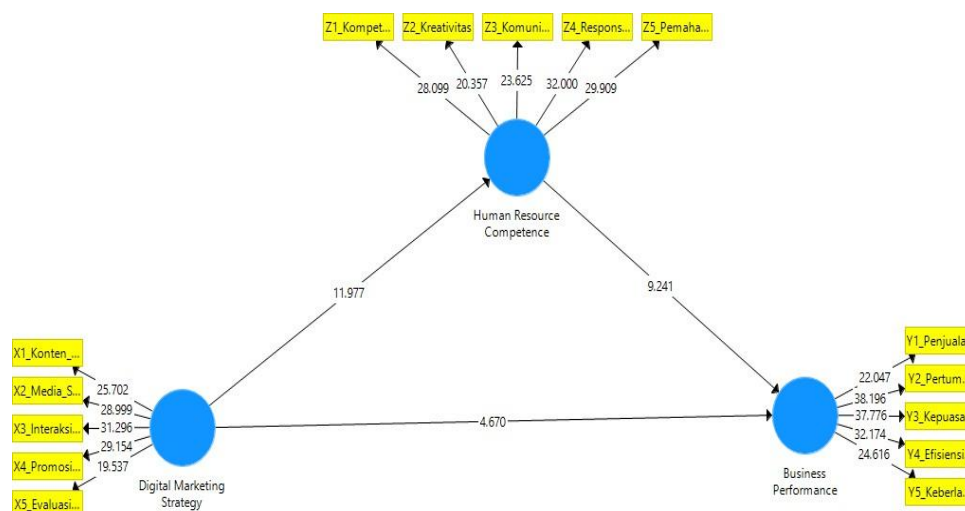 Z1_Kompet...
Z2_Kreativitas
Z3_Komuni...
Z4_Respons...
Z5_Pemaha...
28.099
20.357
23.625
32.000
29.909
Human Resource
Competence
11.977
9.241
X1_Konten_...
X2_Media_S...
X3_Interaksi...
X4_Promosi...
X5_Evaluasi...
25.702
28.999
31.296
29.154
19.537
Digital Marketing
Strategy
4.670
22.047
38.196
37.776
32.174
24.616
Business
Performance
Y1_Penjuala
Y2_Pertum...
Y3_Kepuasa
Y4_Efisiensi
Y5_Keberla...